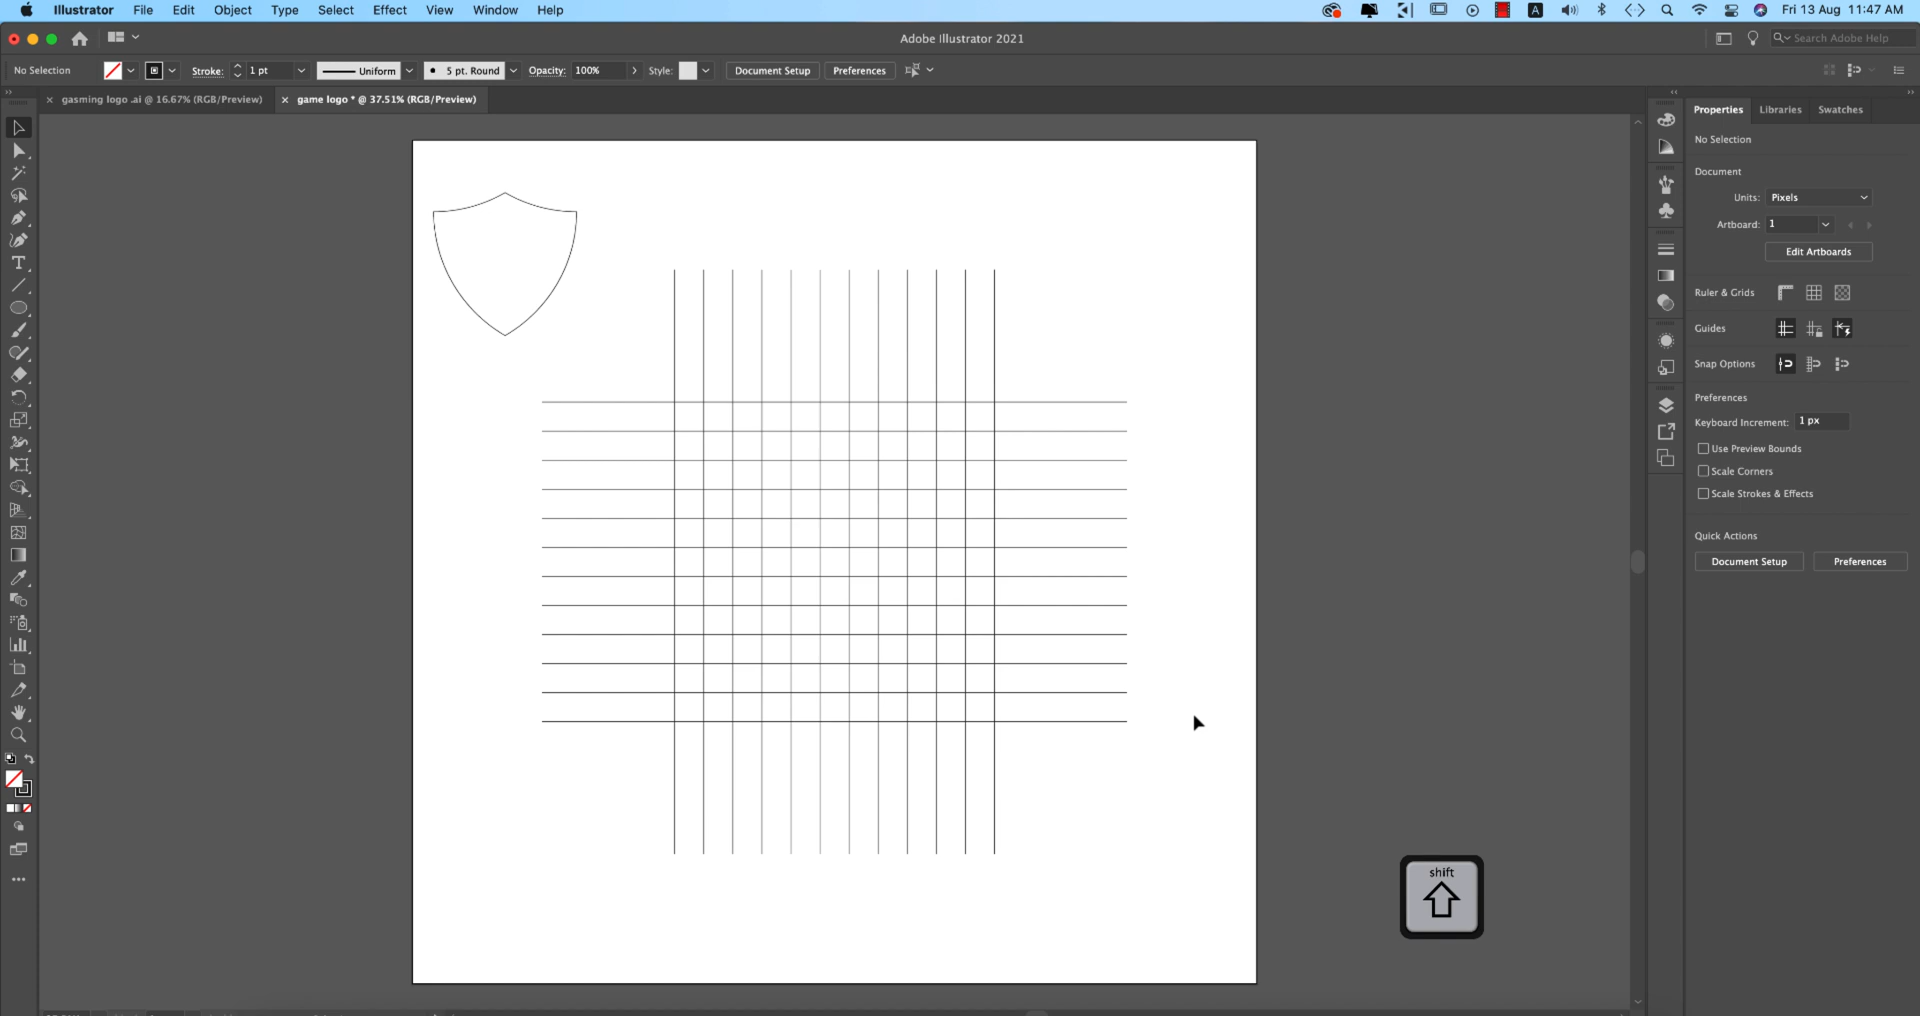 Illustrator File Edit Object Type Select Effect View Window Help
A Fri 13 Aug 11:47 AM
Adobe Illustrator 2021
Search Adobe Help
No Selection Stroke: 1 pt Uniform 5 pt. Round Opacity: 100% Style: Document Setup Preferences
gasming logo .ai @ 16.67% (RGB/Preview) game logo * @ 37.51% (RGB/Preview)
Properties Libraries Swatches
No Selection
Document
Units: Pixels
Artboard: 1
Edit Artboards
Ruler & Grids
Guides
Snap Options
Preferences
Keyboard Increment: 1 px
Use Preview Bounds
Scale Corners
Scale Strokes & Effects
Quick Actions
Document Setup Preferences
shift